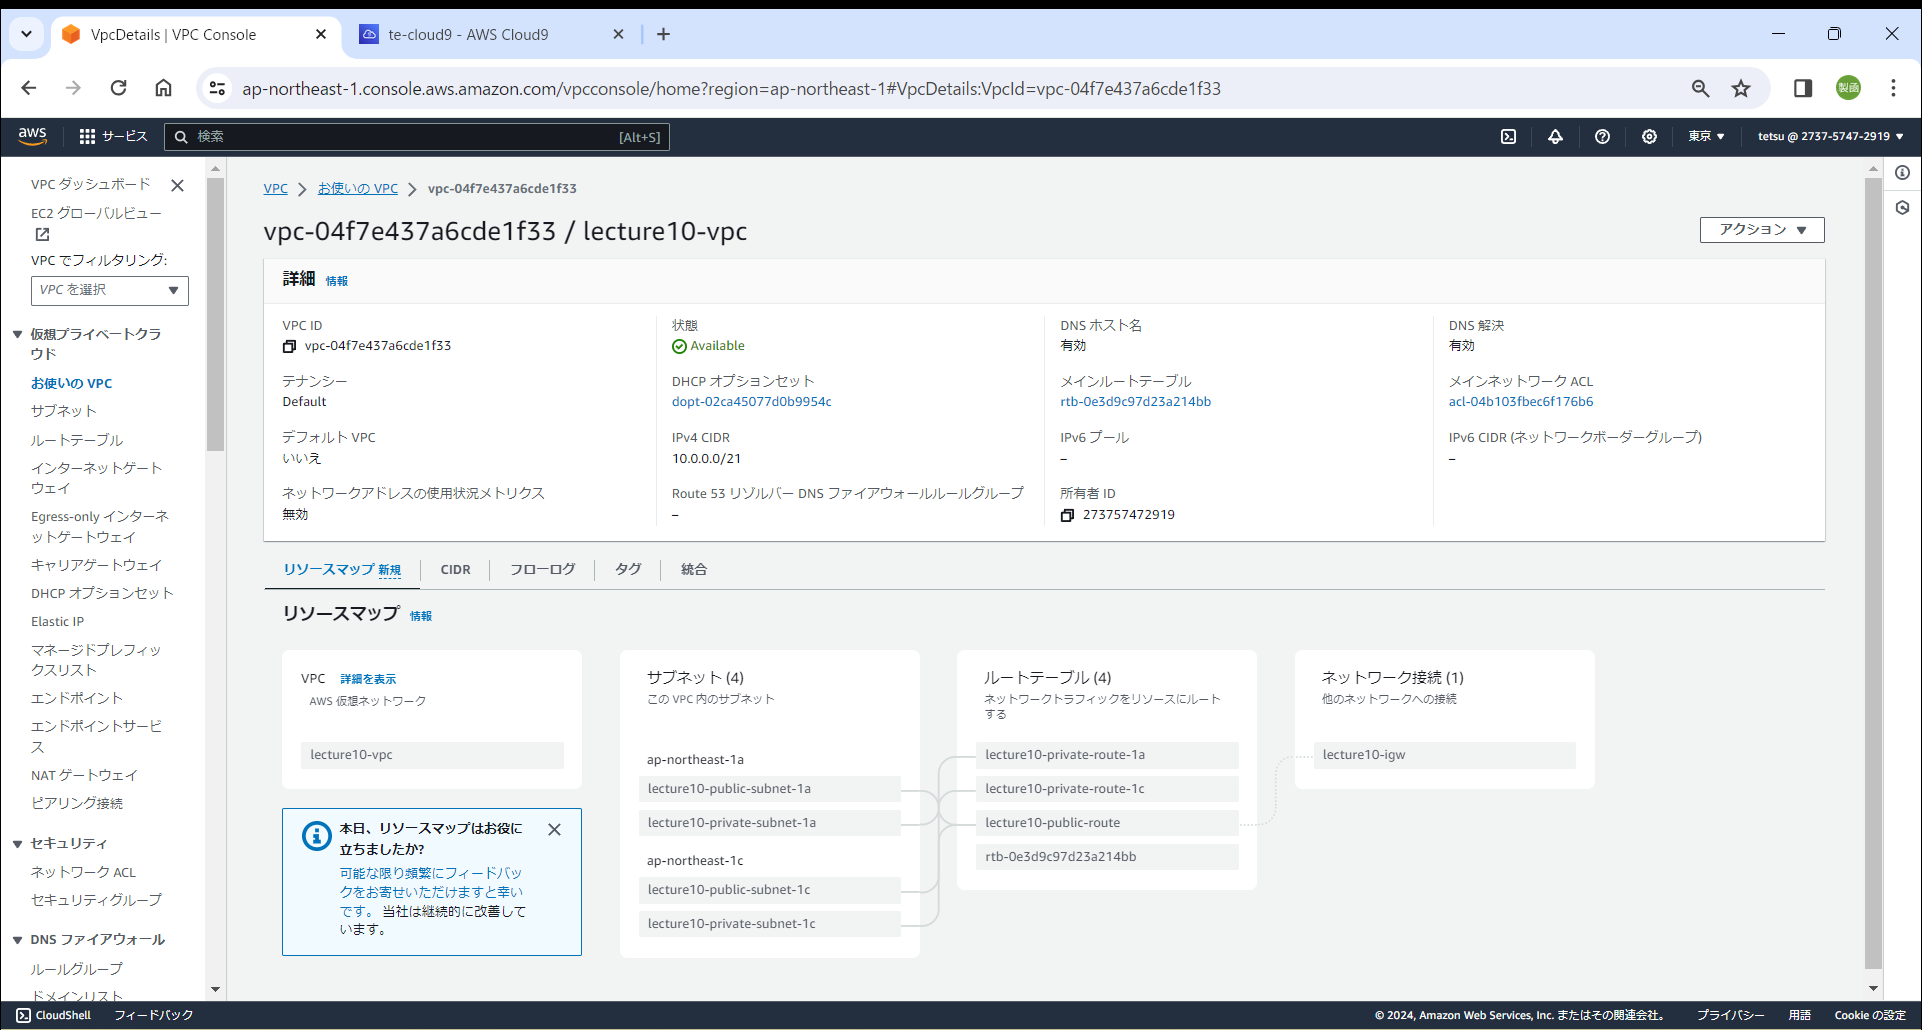 VpcDetails | VPC Console
te-cloud9 - AWS Cloud9
ap-northeast-1.console.aws.amazon.com/vpcconsole/home?region=ap-northeast-1#VpcDetails:VpcId=vpc-04f7e437a6cde1f33
製函
aws
サービス
検索
[Alt+S]
東京
tetsu @ 2737-5747-2919
VPC ダッシュボード
EC2 グローバルビュー
VPC でフィルタリング:
VPC を選択
仮想プライベートクラ
ウド
お使いの VPC
サブネット
ルートテーブル
インターネットゲート
ウェイ
Egress-only インターネ
ットゲートウェイ
キャリアゲートウェイ
DHCP オプションセット
Elastic IP
マネージドプレフィッ
クスリスト
エンドポイント
エンドポイントサービ
ス
NAT ゲートウェイ
ピアリング接続
セキュリティ
ネットワーク ACL
セキュリティグループ
DNS ファイアウォール
ルールグループ
ドメインリスト
VPC
お使いの VPC
vpc-04f7e437a6cde1f33
vpc-04f7e437a6cde1f33 / lecture10-vpc
アクション
詳細 情報
VPC ID
vpc-04f7e437a6cde1f33
状態
Available
DNS ホスト名
有効
DNS 解決
有効
テナンシー
Default
DHCP オプションセット
dopt-02ca45077d0b9954c
メインルートテーブル
rtb-0e3d9c97d23a214bb
メインネットワーク ACL
acl-04b103fbec6f176b6
デフォルト VPC
いいえ
IPv4 CIDR
10.0.0.0/21
IPv6 プール
–
IPv6 CIDR (ネットワークボーダーグループ)
–
ネットワークアドレスの使用状況メトリクス
無効
Route 53 リゾルバー DNS ファイアウォールルールグループ
–
所有者 ID
273757472919
リソースマップ 新規
CIDR
フローログ
タグ
統合
リソースマップ 情報
VPC 詳細を表示
AWS 仮想ネットワーク
lecture10-vpc
本日、リソースマップはお役に
立ちましたか?
可能な限り頻繁にフィードバッ
クをお寄せいただけますと幸い
です。 当社は継続的に改善して
います。
サブネット (4)
この VPC 内のサブネット
ap-northeast-1a
lecture10-public-subnet-1a
lecture10-private-subnet-1a
ap-northeast-1c
lecture10-public-subnet-1c
lecture10-private-subnet-1c
ルートテーブル (4)
ネットワークトラフィックをリソースにルート
する
lecture10-private-route-1a
lecture10-private-route-1c
lecture10-public-route
rtb-0e3d9c97d23a214bb
ネットワーク接続 (1)
他のネットワークへの接続
lecture10-igw
CloudShell
フィードバック
© 2024, Amazon Web Services, Inc. またはその関連会社。
プライバシー
用語
Cookie の設定